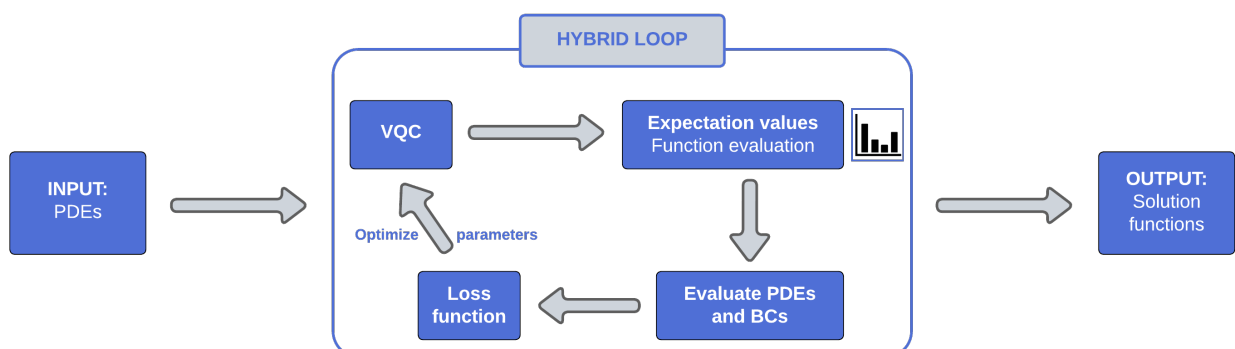 HYBRID LOOP
INPUT:
PDEs
VQC
Expectation values
Function evaluation
Optimize parameters
Loss
function
Evaluate PDEs
and BCs
OUTPUT:
Solution
functions